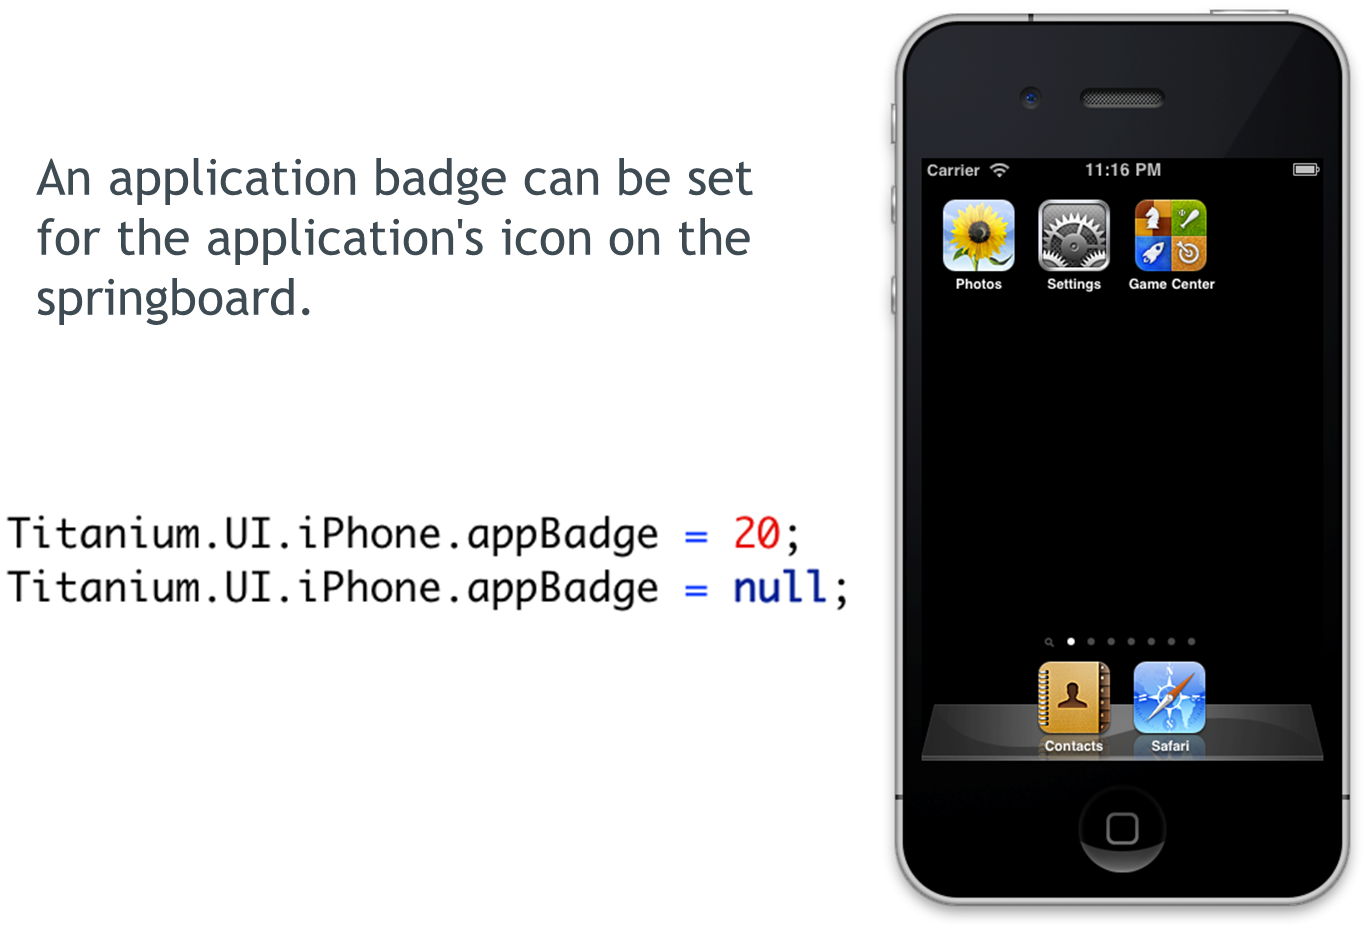 An application badge can be set
for the application's icon on the
springboard.
Titanium.UI.iPhone.appBadge = 20;
Titanium.UI.iPhone.appBadge = null;
Carrier 11:16 PM
Photos Settings Game Center
Contacts Safari